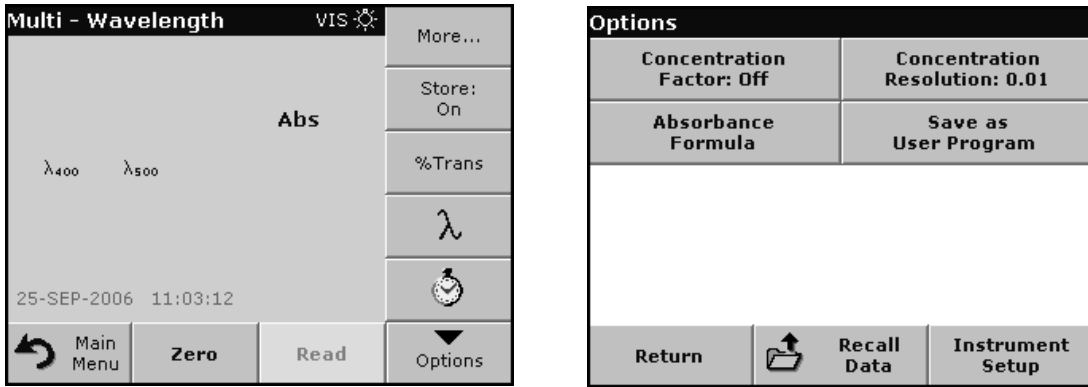 Multi - Wavelength VIS
More...
Store:
On
Abs
%Trans
λ400 λ500
λ
25-SEP-2006 11:03:12
Main
Menu
Zero
Read
Options
Options
Concentration
Factor: Off
Concentration
Resolution: 0.01
Absorbance
Formula
Save as
User Program
Return
Recall
Data
Instrument
Setup